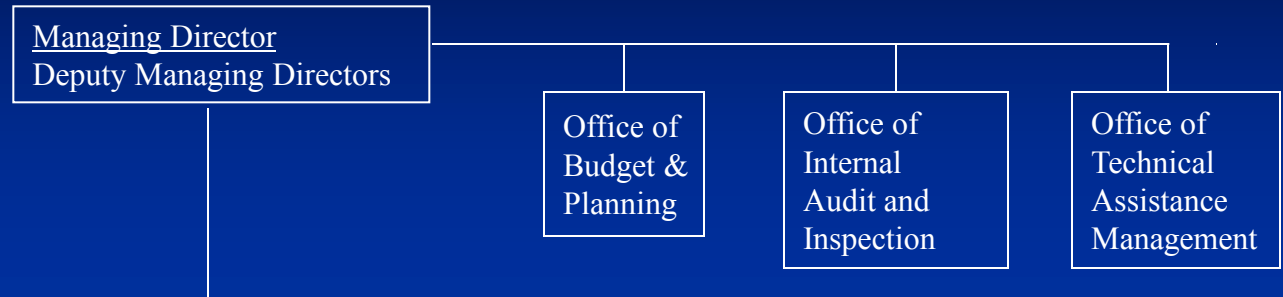 Managing Director
Deputy Managing Directors
Office of
Budget &
Planning
Office of
Internal
Audit and
Inspection
Office of
Technical
Assistance
Management